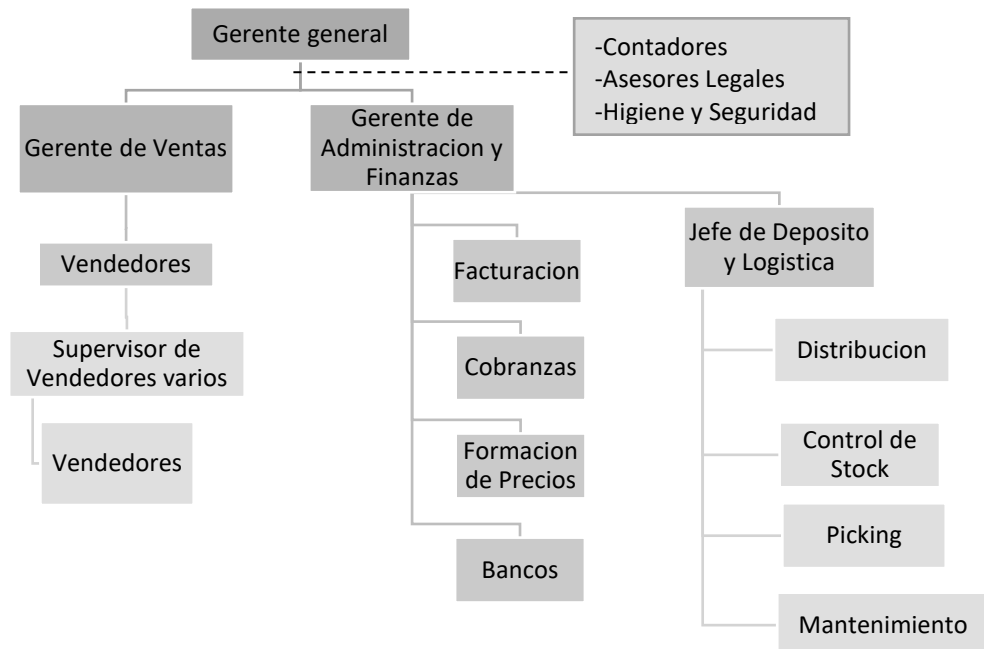 Gerente general
-Contadores
-Asesores Legales
-Higiene y Seguridad
Gerente de Ventas
Gerente de
Administracion y
Finanzas
Vendedores
Supervisor de
Vendedores varios
Vendedores
Facturacion
Cobranzas
Formacion
de Precios
Bancos
Jefe de Deposito
y Logistica
Distribucion
Control de
Stock
Picking
Mantenimiento